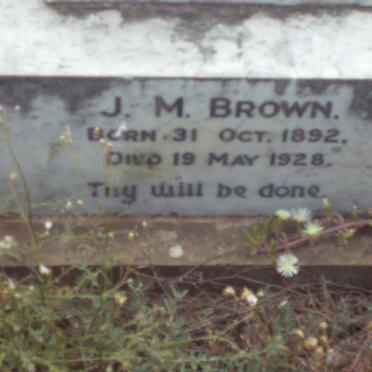 J. M. BROWN.
BORN 31 OCT. 1892,
DIED 19 MAY 1928.
Thy will be done.